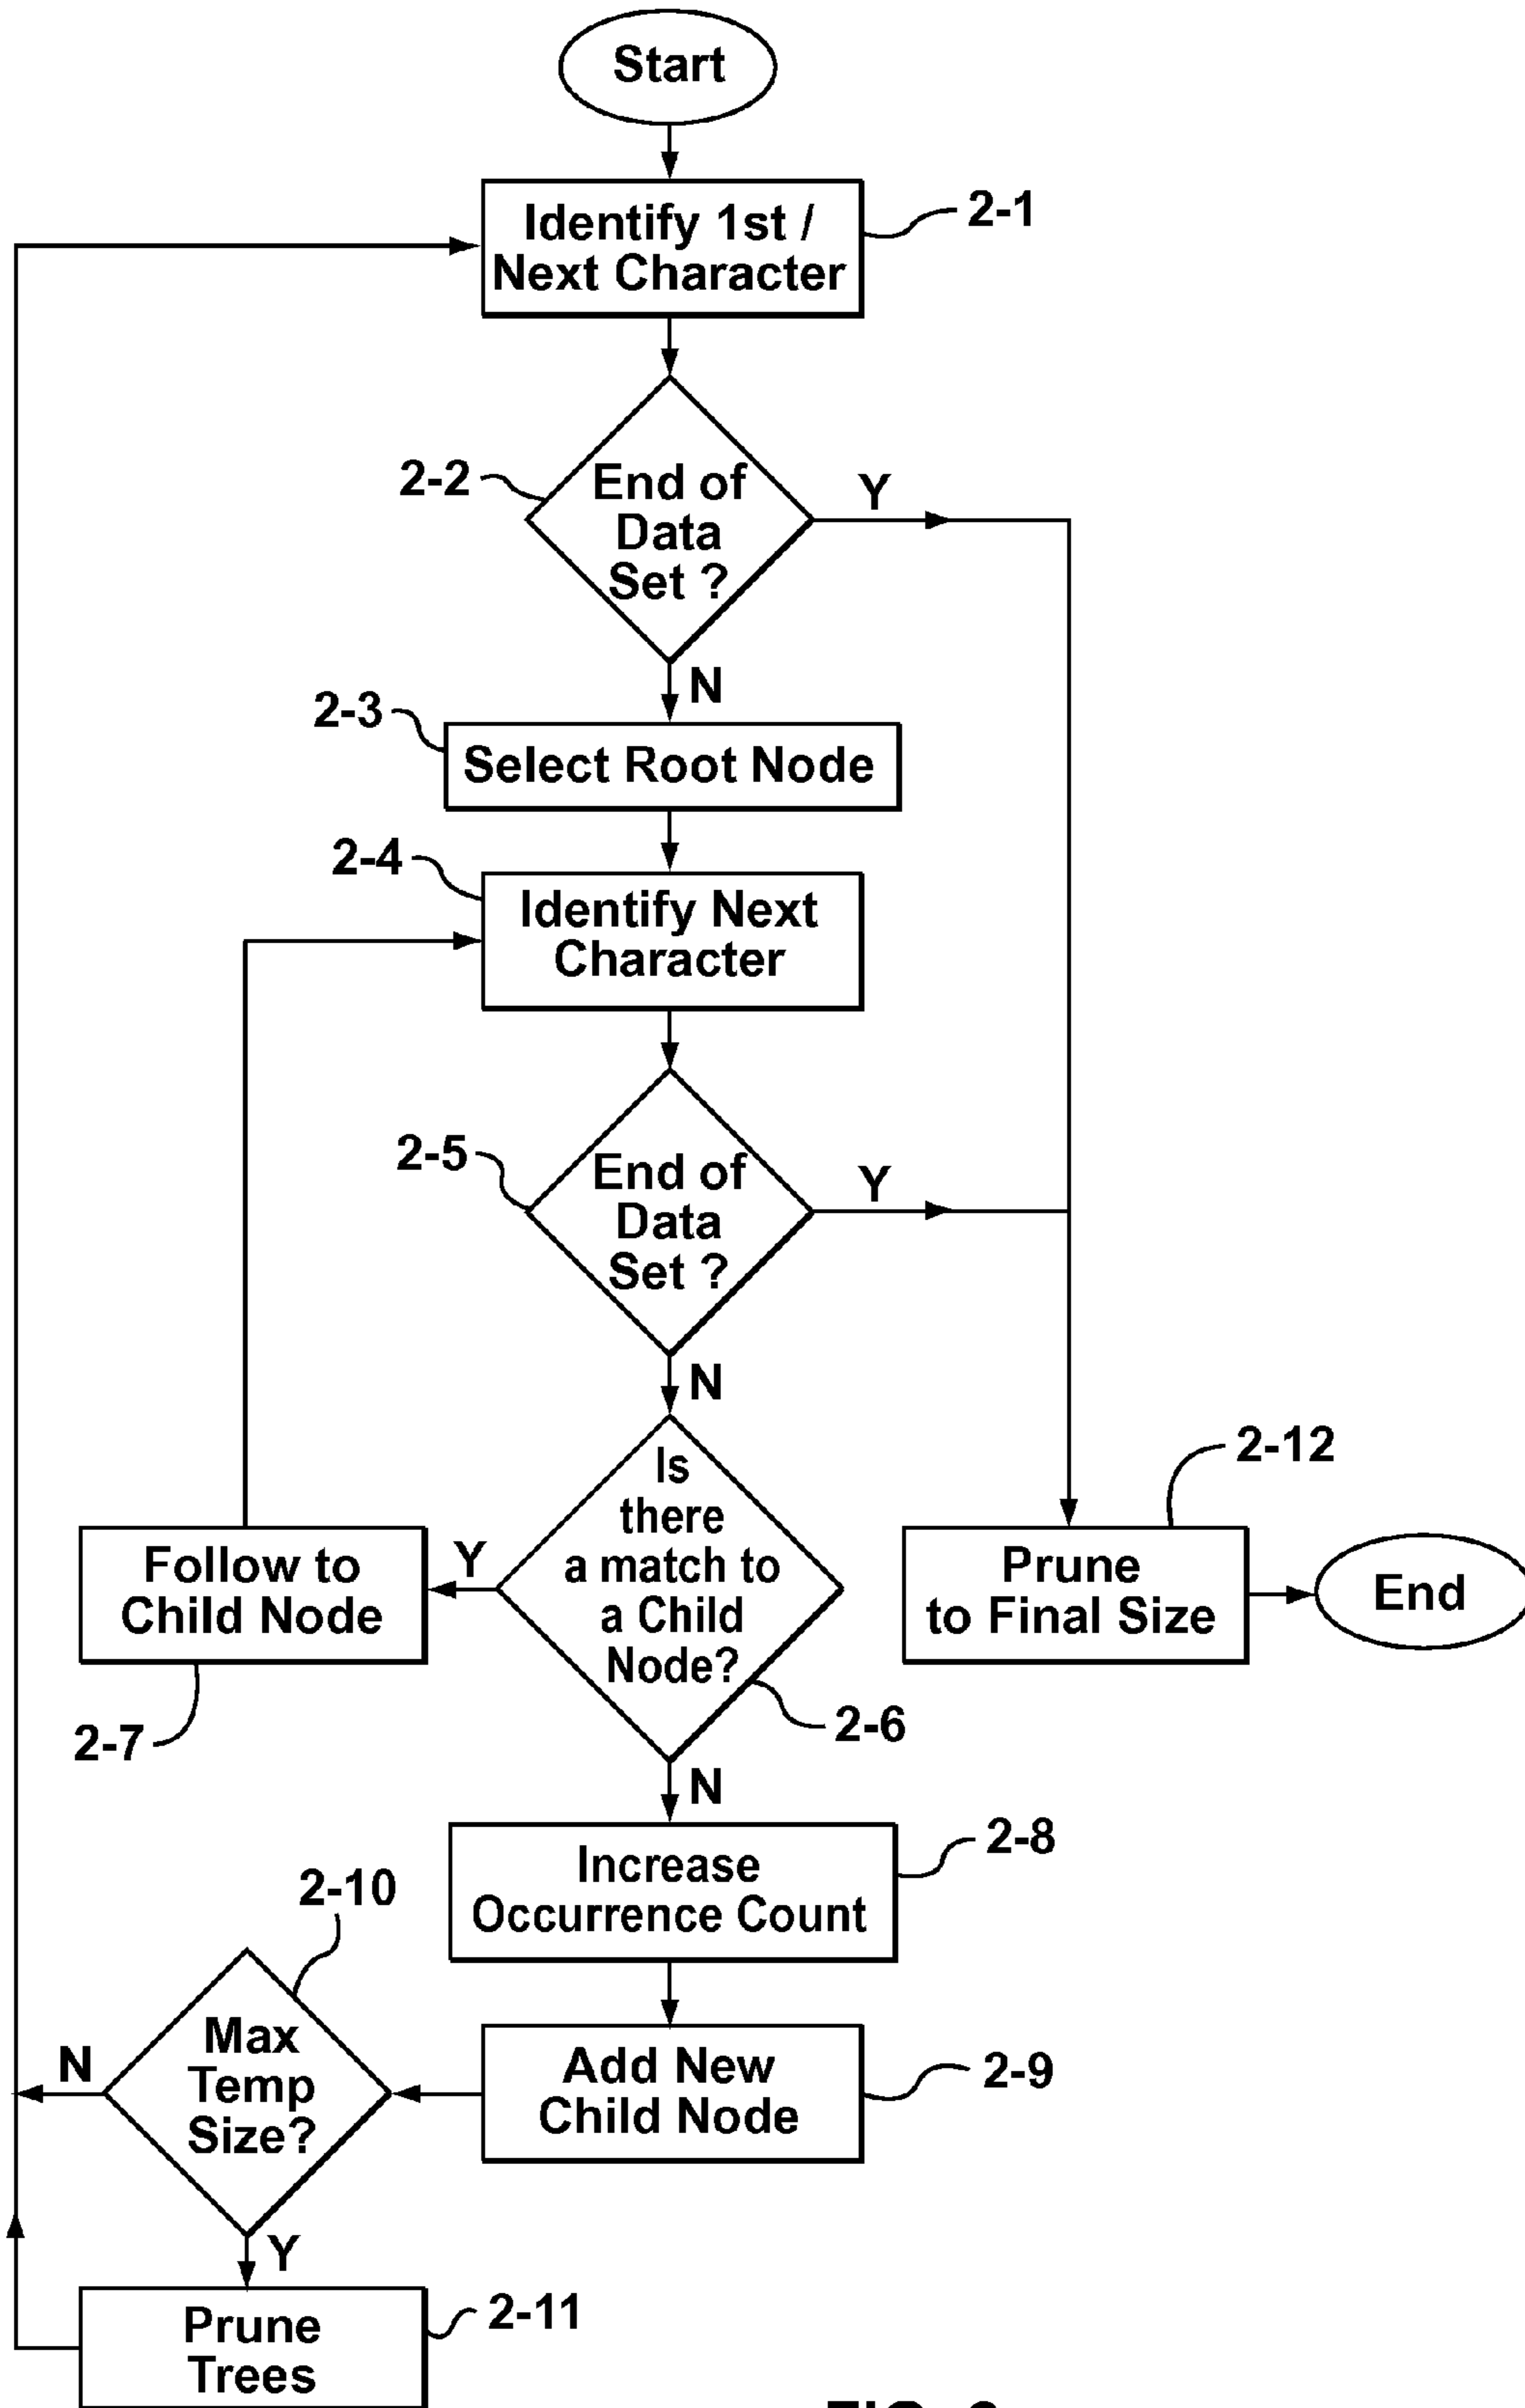 Start
Identify 1st /
Next Character
2-1
2-2
End of
Data
Set ?
Y
N
2-3
Select Root Node
2-4
Identify Next
Character
2-5
End of
Data
Set ?
Y
N
2-12
Is
there
a match to
a Child
Node?
Y
Follow to
Child Node
Prune
to Final Size
End
2-7
2-6
N
2-8
Increase
Occurrence Count
2-10
Max
Temp
Size?
N
Add New
Child Node
2-9
Y
2-11
Prune
Trees